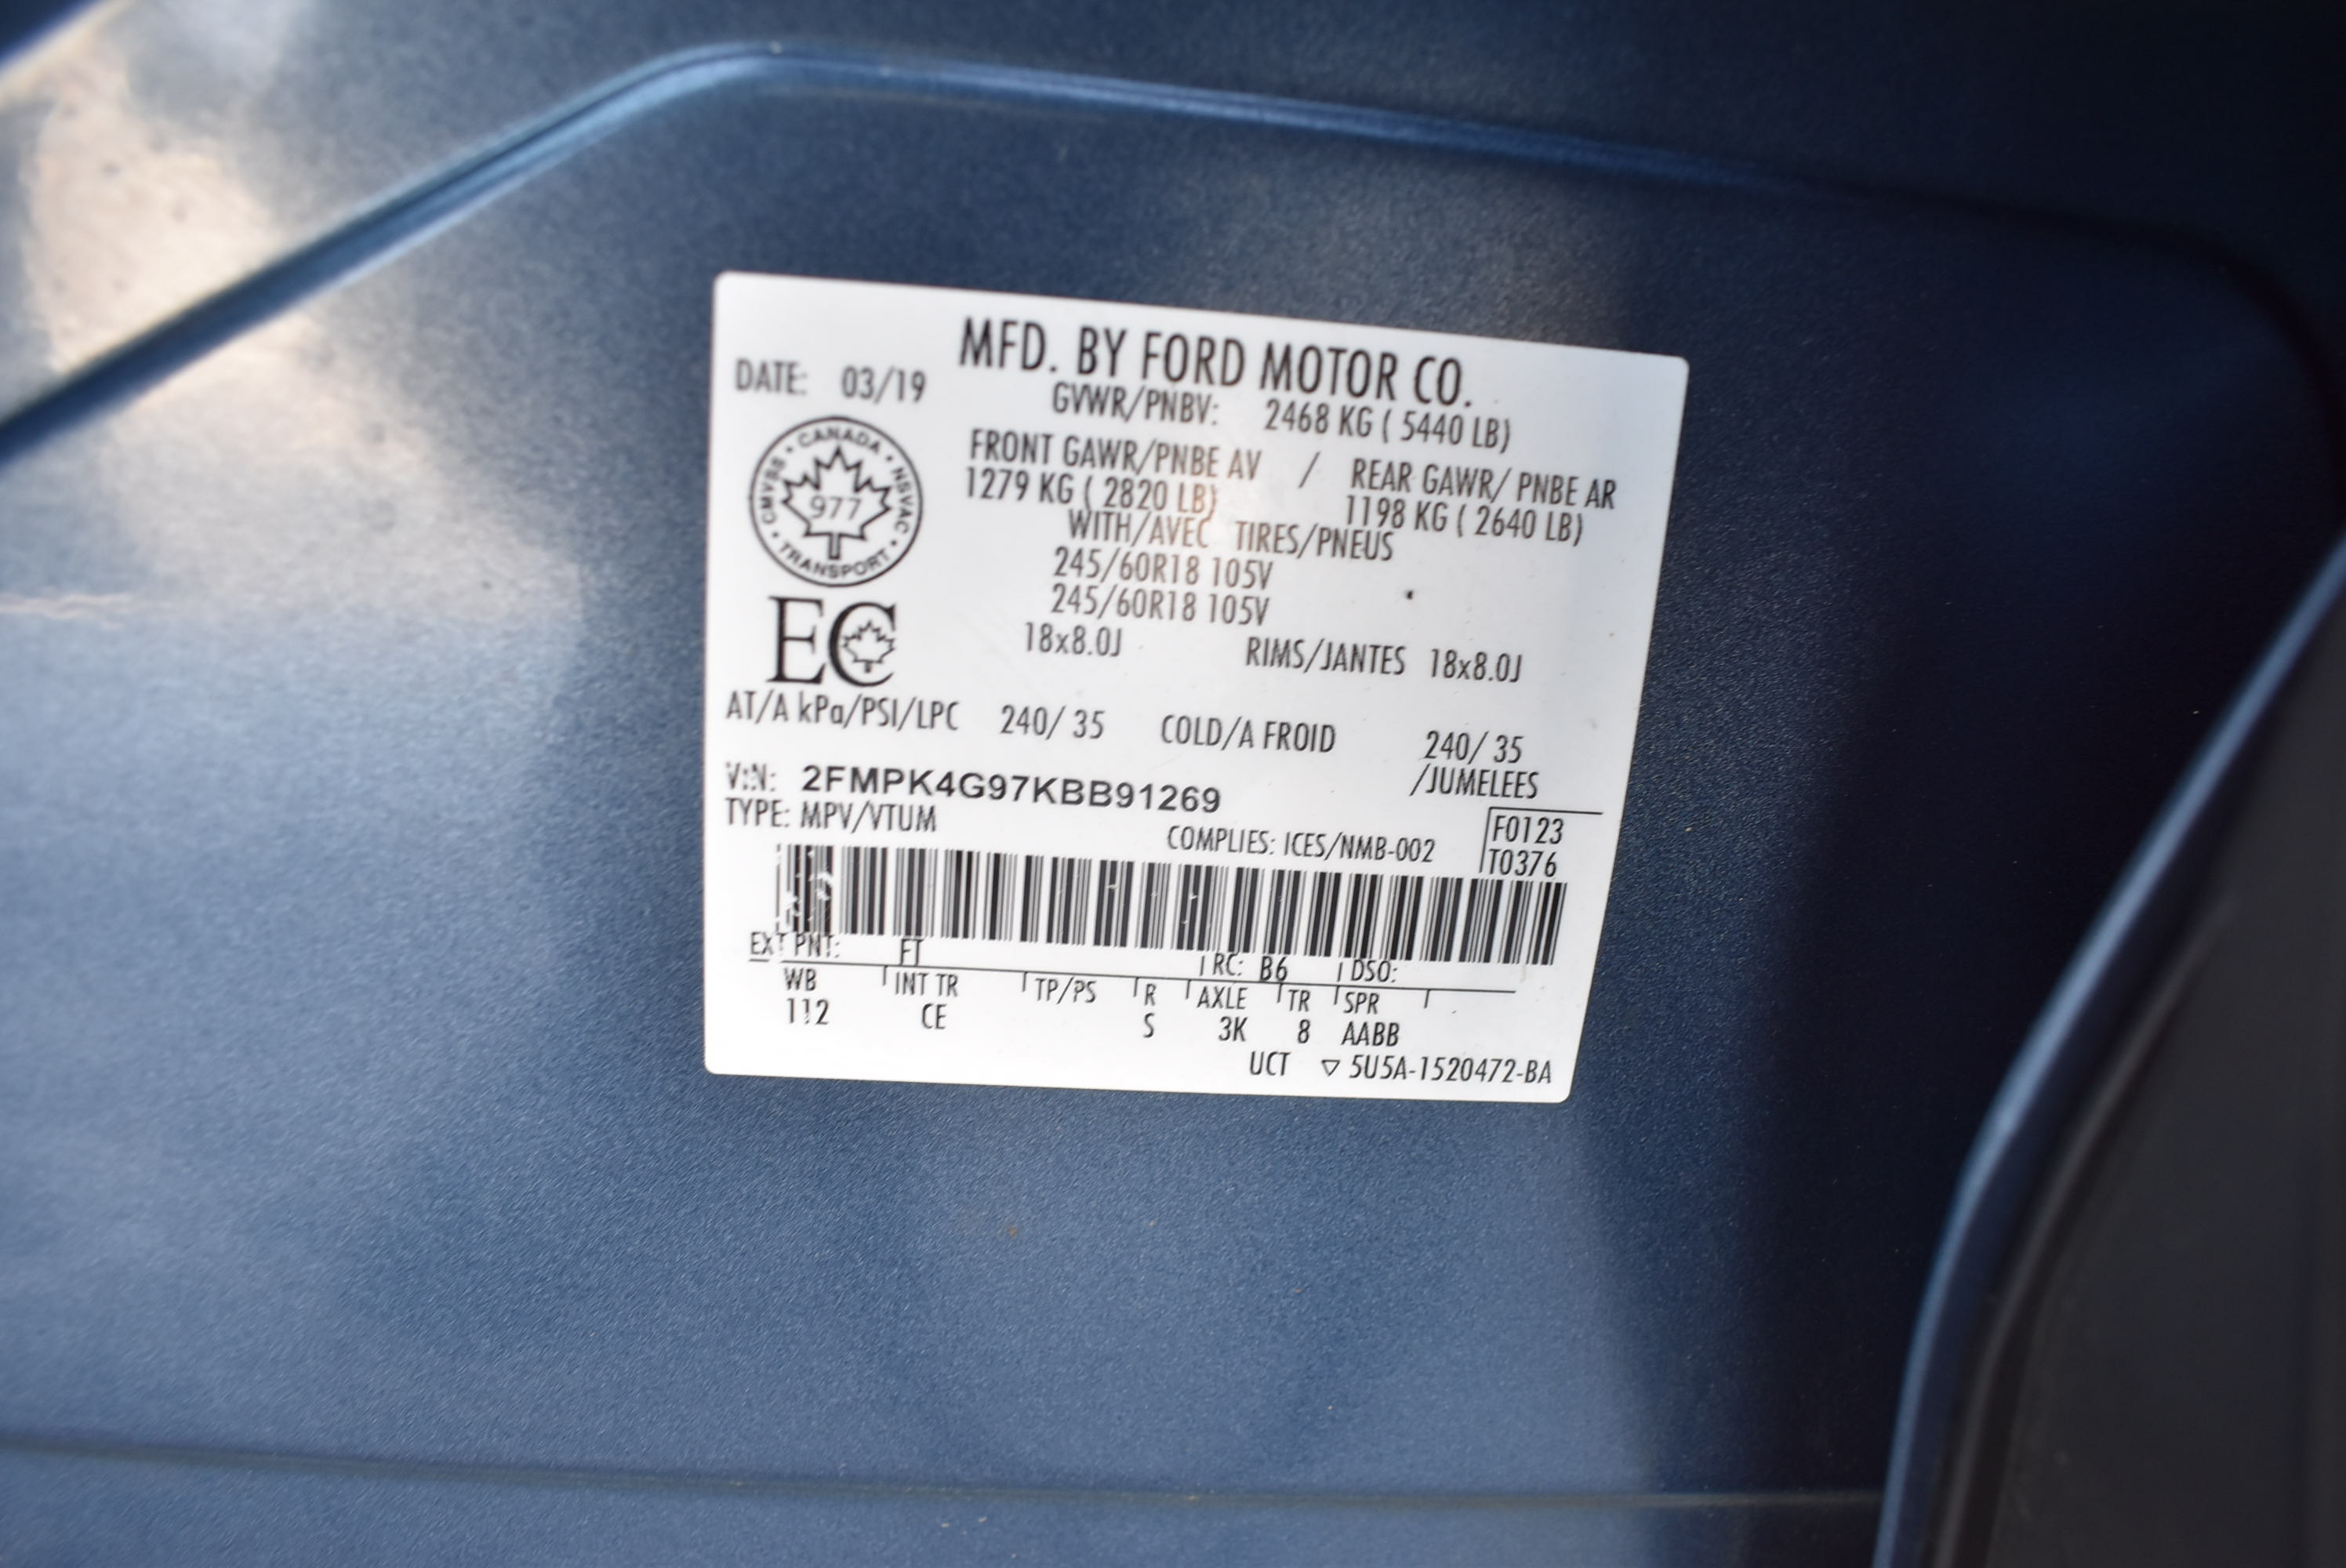 MFD. BY FORD MOTOR CO.
DATE: 03/19
GVWR/PNBV: 2468 KG ( 5440 LB)
FRONT GAWR/PNBE AV / REAR GAWR/ PNBE AR
1279 KG ( 2820 LB) 1198 KG ( 2640 LB)
WITH/AVEC TIRES/PNEUS
245/60R18 105V
245/60R18 105V
18x8.0J RIMS/JANTES 18x8.0J
CANADA
CMVSS • NSVAC
977
TRANSPORT
EC
AT/A kPa/PSI/LPC 240/ 35 COLD/A FROID 240/ 35
/JUMELEES
VIN: 2FMPK4G97KBB91269
TYPE: MPV/VTUM
COMPLIES: ICES/NMB-002
F0123
T0376
EXT PNT: FT RC: B6 DSO:
WB INT TR TP/PS R AXLE TR SPR
112 CE S 3K 8 AABB
UCT ▽ 5U5A-1520472-BA